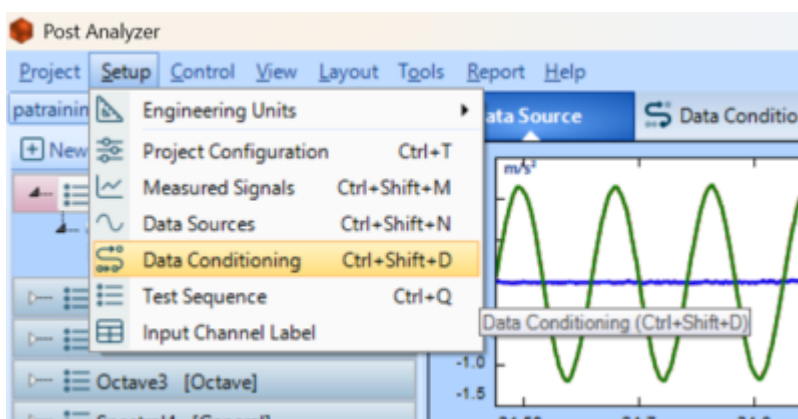 Post Analyzer
Project Setup Control View Layout Tools Report Help
patrainin
Engineering Units
ata Source
Data Conditio
New
Project Configuration Ctrl+T
m/s²
Measured Signals Ctrl+Shift+M
Data Sources Ctrl+Shift+N
Data Conditioning Ctrl+Shift+D
Test Sequence Ctrl+Q
Data Conditioning (Ctrl+Shift+D)
Input Channel Label
-1.0
Octave3 [Octave]
-1.5